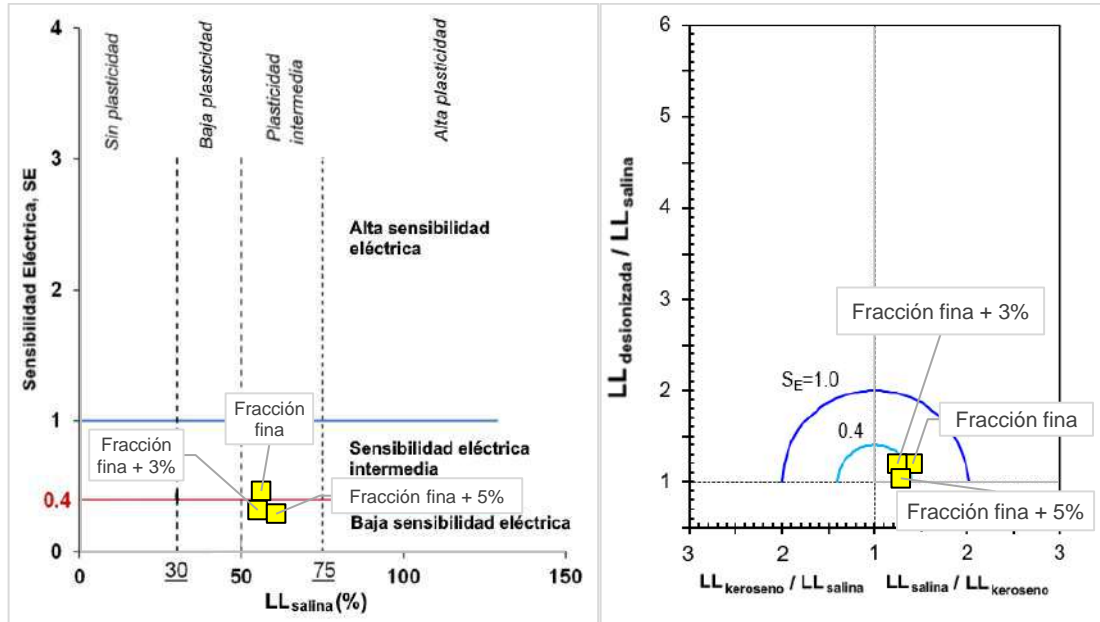 Sensibilidad Eléctrica, SE
4
3
2
1
0.4
0
Sin plasticidad
Baja plasticidad
Plasticidad
intermedia
Alta plasticidad
Alta sensibilidad
eléctrica
Fracción
fina
Fracción
fina + 3%
Sensibilidad eléctrica
intermedia
Fracción fina + 5%
Baja sensibilidad eléctrica
0
30
50
75
100
150
LLsalina(%)
LLdesionizada / LLsalina
6
5
4
3
2
1
Fracción fina + 3%
SE=1.0
0.4
Fracción fina
Fracción fina + 5%
3
2
1
2
3
LLkeroseno / LLsalina
LLsalina / LLkeroseno